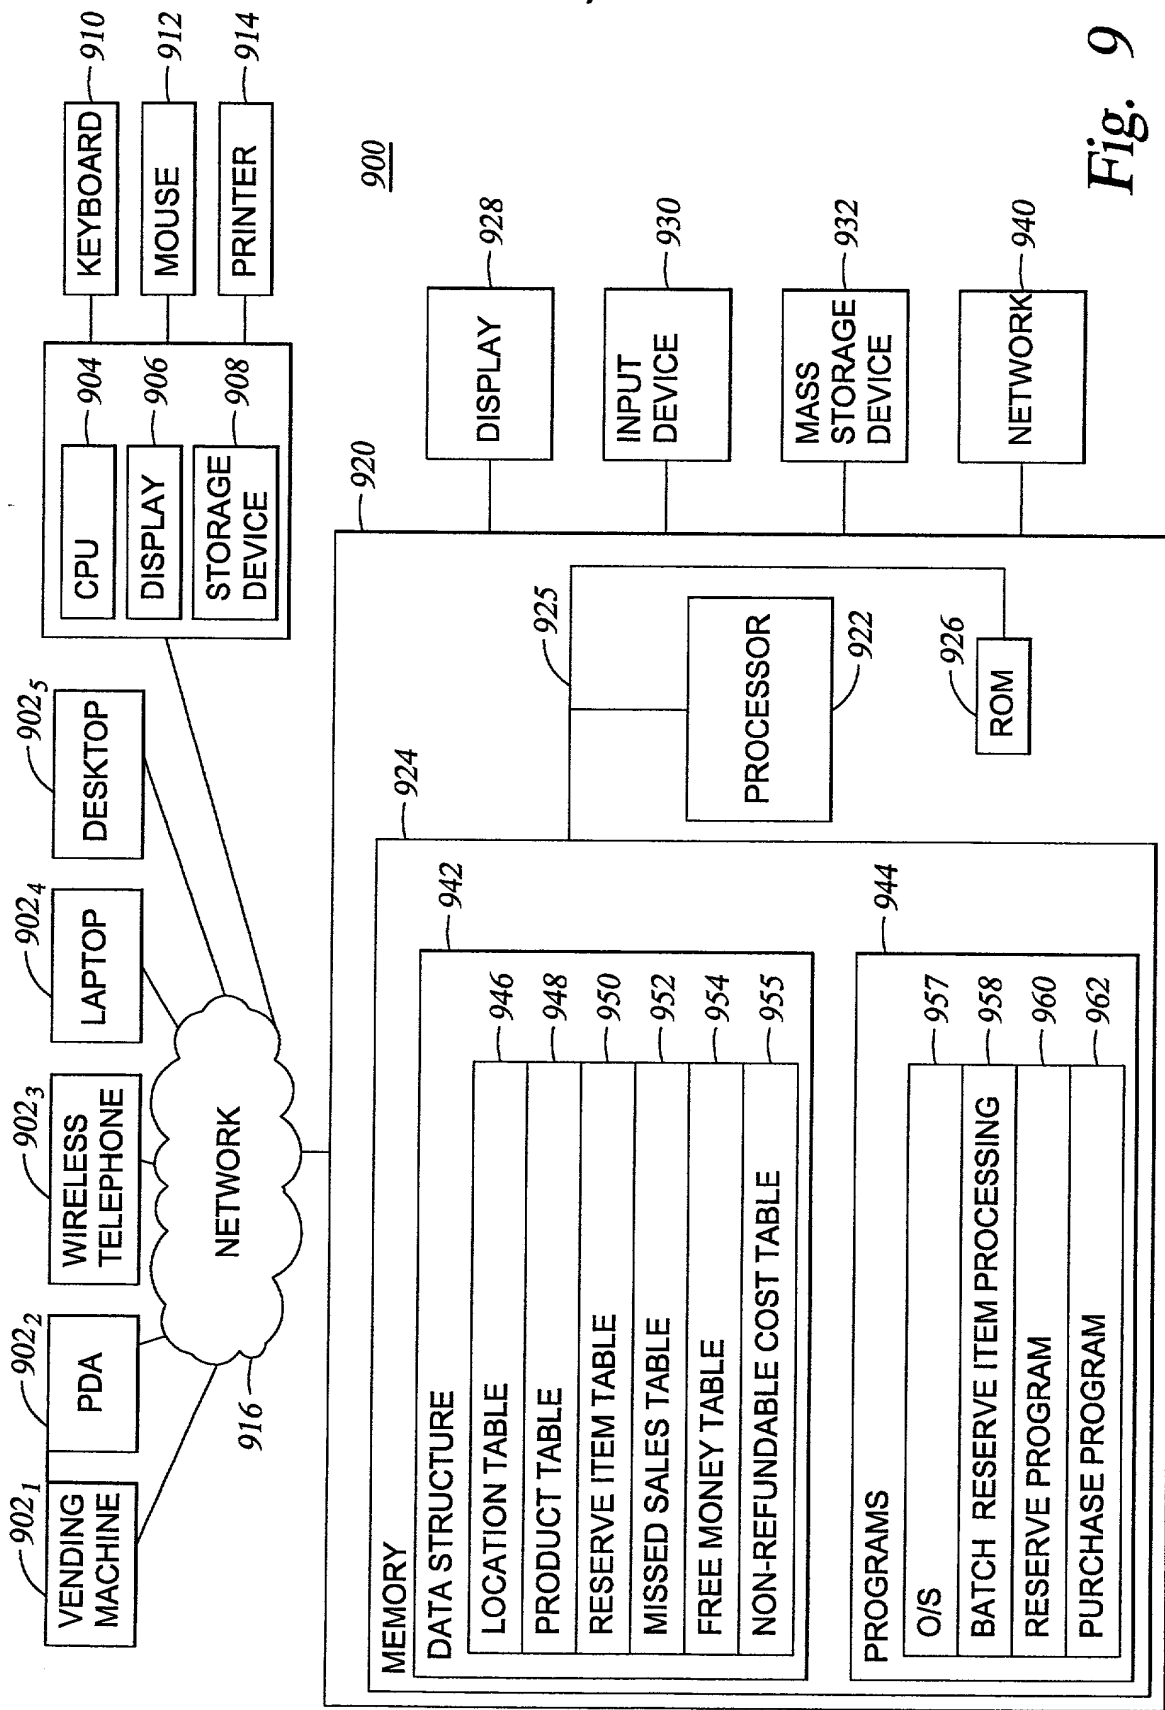 902₁
VENDING
MACHINE
902₂
PDA
902₃
WIRELESS
TELEPHONE
902₄
LAPTOP
902₅
DESKTOP
NETWORK
916
CPU
904
DISPLAY
906
STORAGE
DEVICE
908
KEYBOARD
910
MOUSE
912
PRINTER
914
900
920
MEMORY
924
DATA STRUCTURE
942
LOCATION TABLE
946
PRODUCT TABLE
948
RESERVE ITEM TABLE
950
MISSED SALES TABLE
952
FREE MONEY TABLE
954
NON-REFUNDABLE COST TABLE
955
PROGRAMS
944
O/S
957
BATCH RESERVE ITEM PROCESSING
958
RESERVE PROGRAM
960
PURCHASE PROGRAM
962
925
PROCESSOR
922
926
ROM
DISPLAY
928
INPUT
DEVICE
930
MASS
STORAGE
DEVICE
932
NETWORK
940
Fig. 9